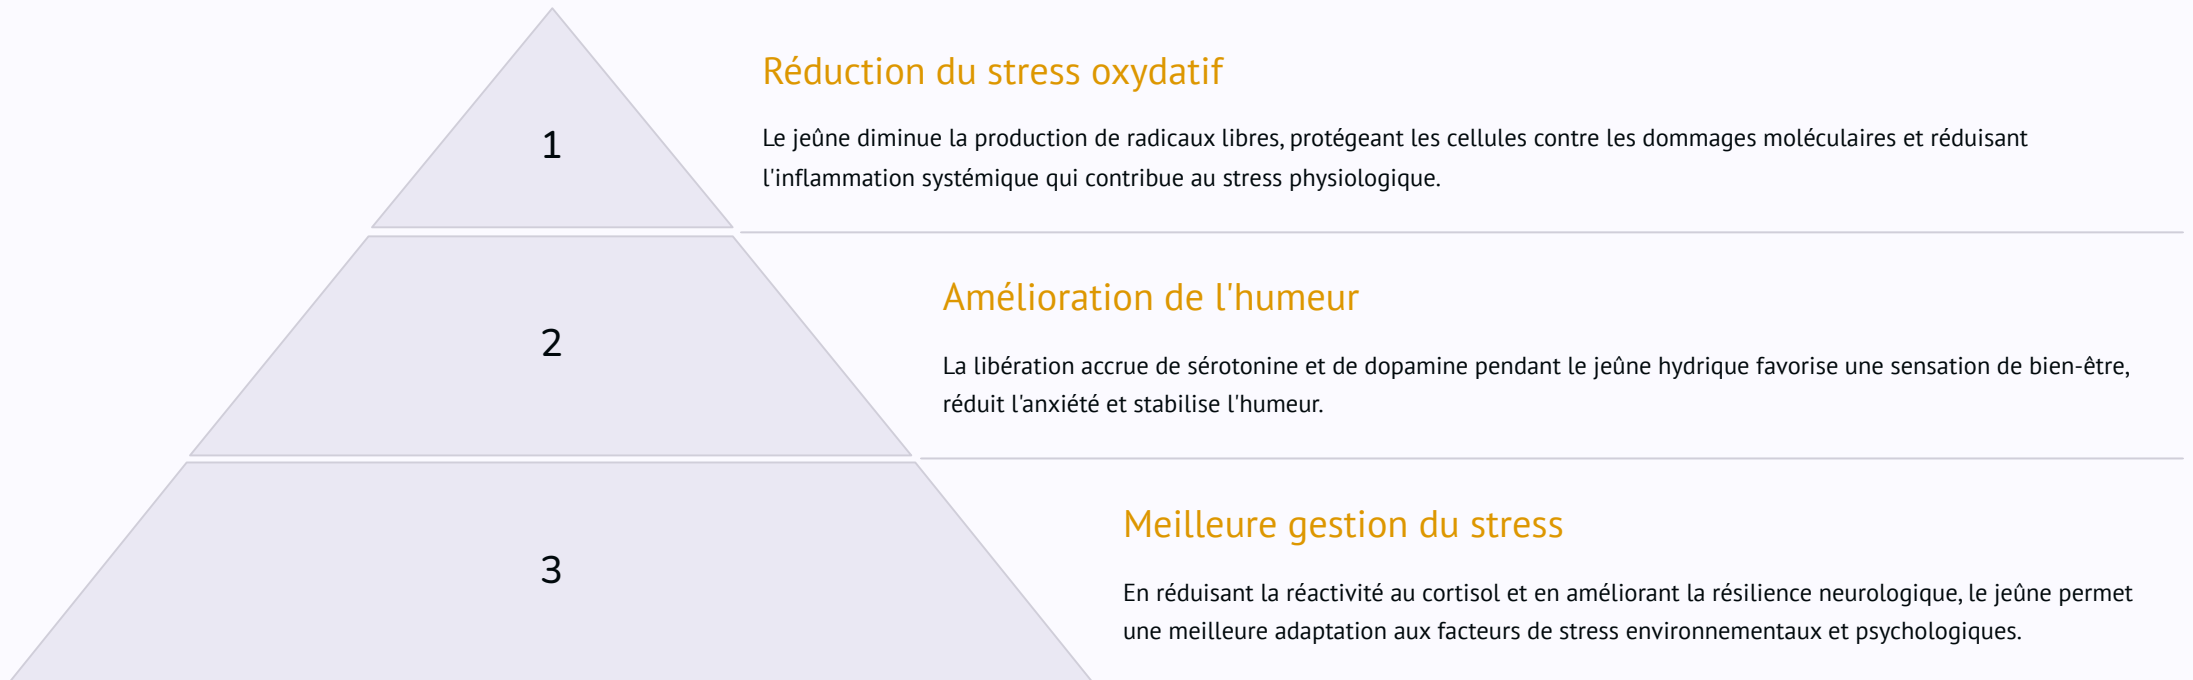 1
Réduction du stress oxydatif
Le jeûne diminue la production de radicaux libres, protégeant les cellules contre les dommages moléculaires et réduisant
l'inflammation systémique qui contribue au stress physiologique.
2
Amélioration de l'humeur
La libération accrue de sérotonine et de dopamine pendant le jeûne hydrique favorise une sensation de bien-être,
réduit l'anxiété et stabilise l'humeur.
3
Meilleure gestion du stress
En réduisant la réactivité au cortisol et en améliorant la résilience neurologique, le jeûne permet
une meilleure adaptation aux facteurs de stress environnementaux et psychologiques.